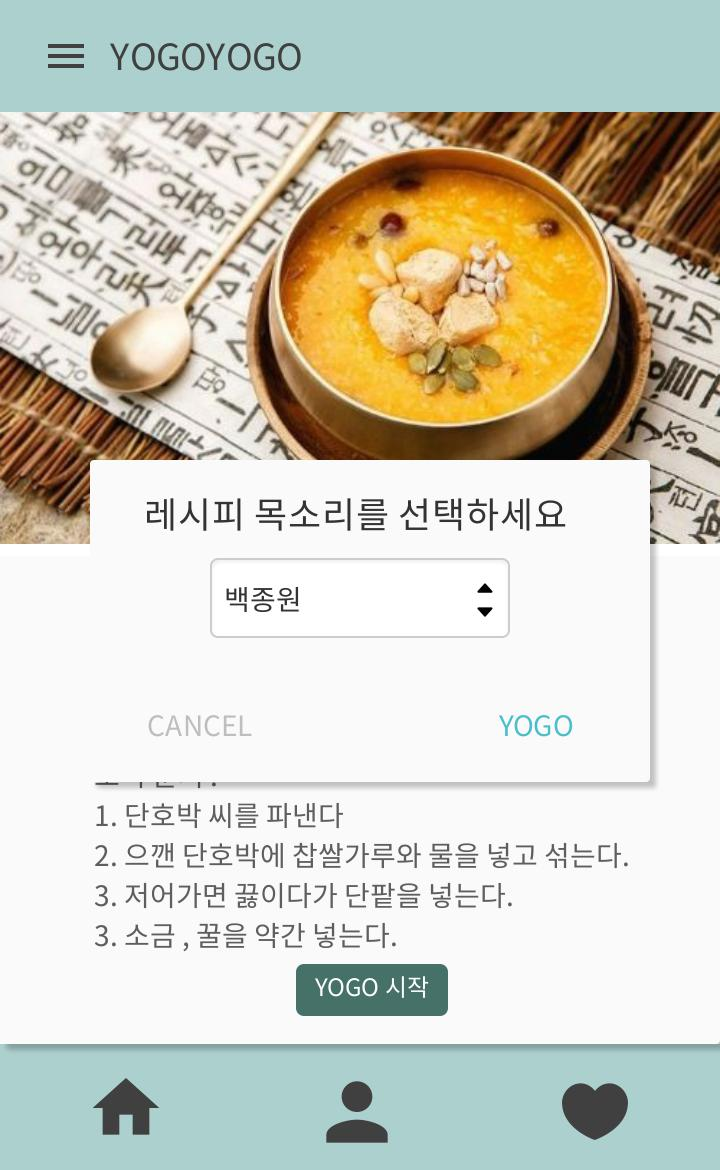 YOGOYOGO
레시피 목소리를 선택하세요
백종원
CANCEL
YOGO
1. 단호박 씨를 파낸다
2. 으깬 단호박에 찹쌀가루와 물을 넣고 섞는다.
3. 저어가면 끓이다가 단팥을 넣는다.
3. 소금 , 꿀을 약간 넣는다.
YOGO 시작